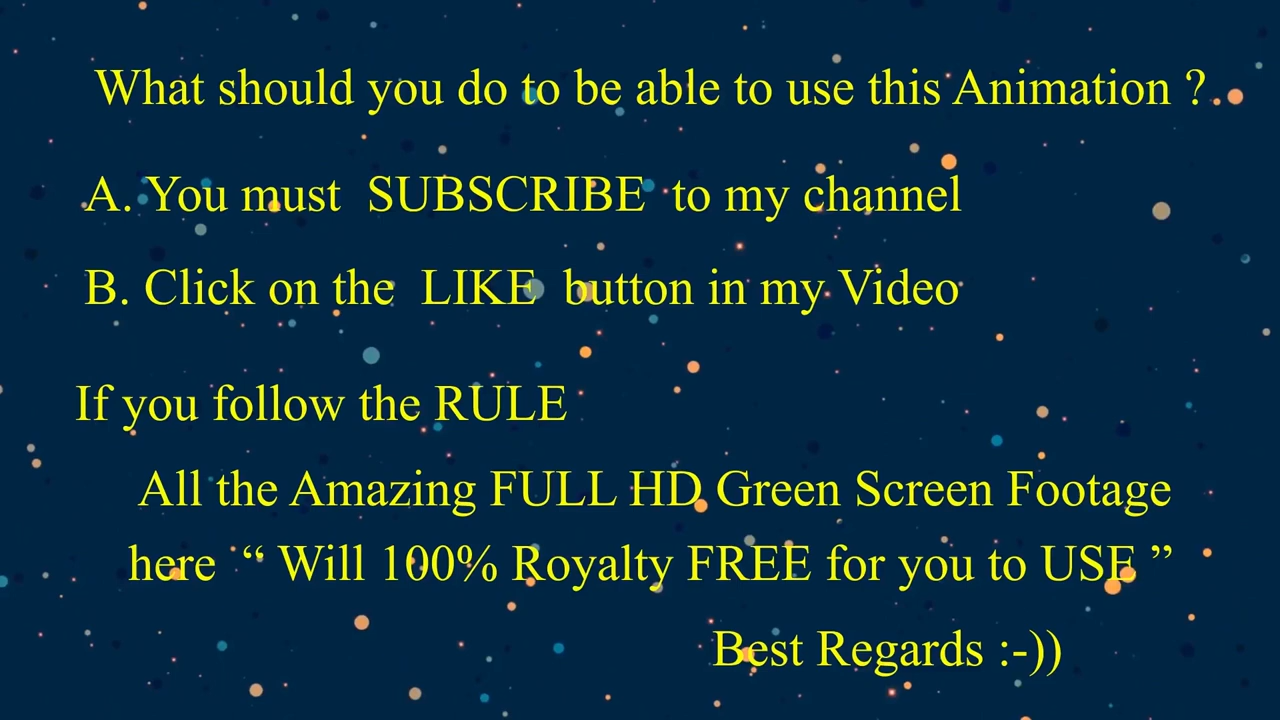 What should you do to be able to use this Animation ?
A. You must SUBSCRIBE to my channel
B. Click on the LIKE button in my Video
If you follow the RULE
All the Amazing FULL HD Green Screen Footage
here “ Will 100% Royalty FREE for you to USE ”
Best Regards :-))